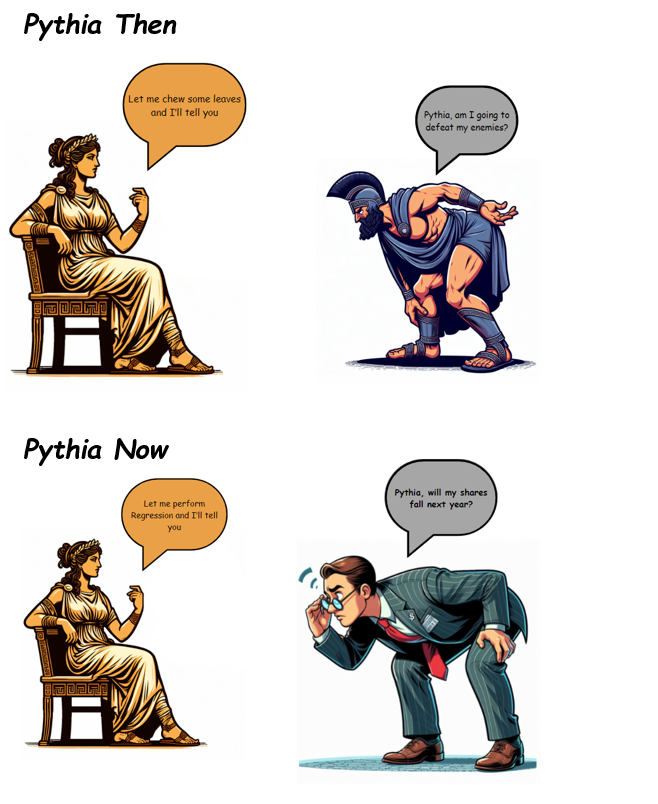 Pythia Then
Let me chew some leaves
and I'll tell you
Pythia, am I going to
defeat my enemies?
Pythia Now
Let me perform
Regression and I'll tell
you
Pythia, will my shares
fall next year?
$